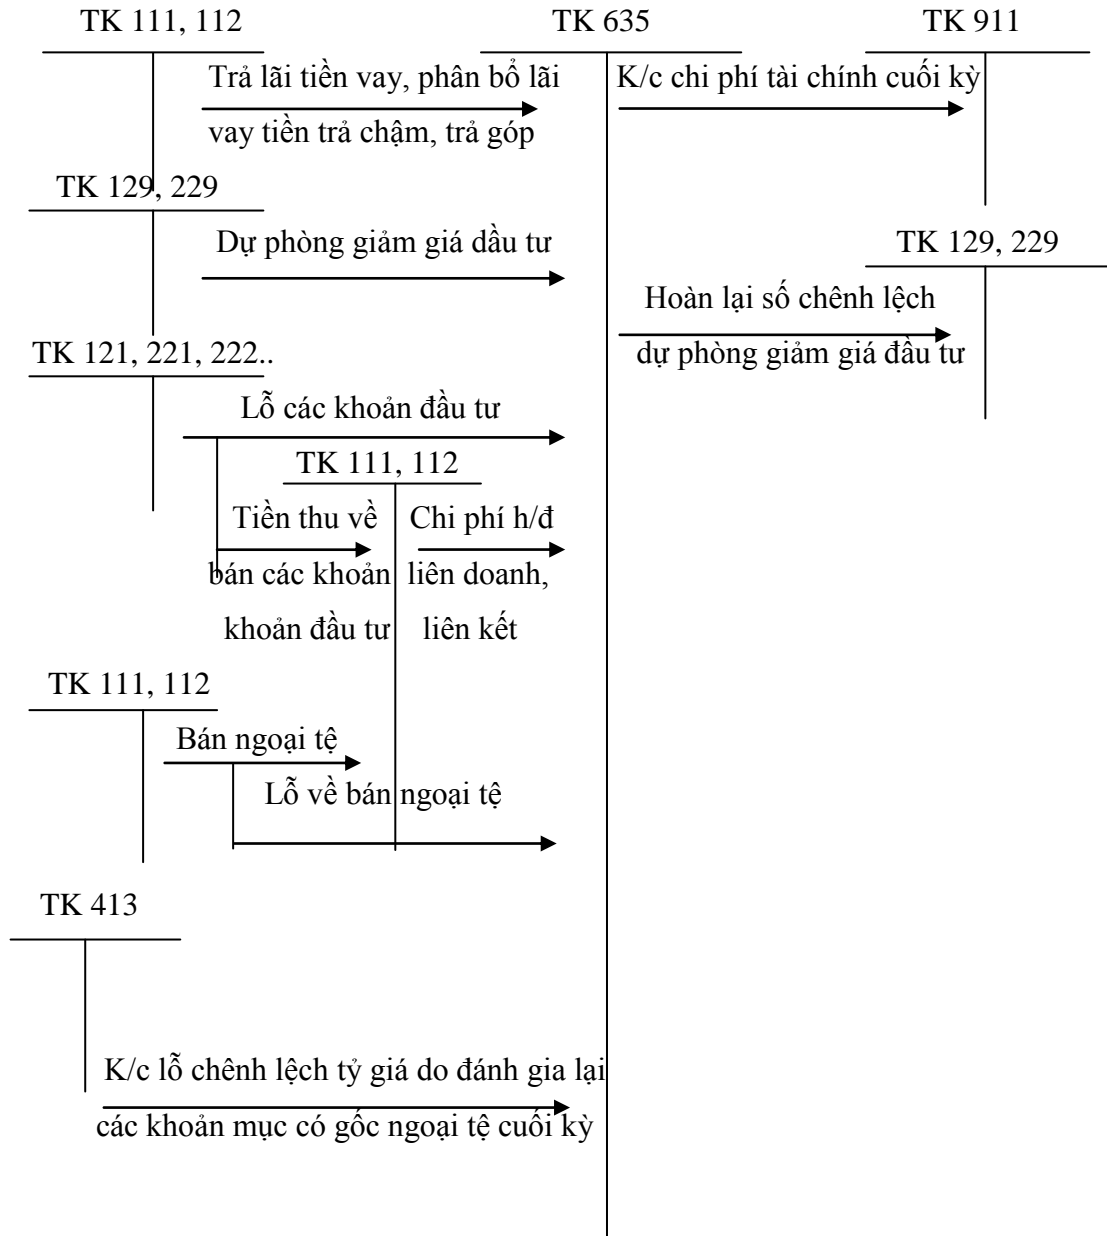 TK 111, 112
TK 635
TK 911
Trả lãi tiền vay, phân bổ lãi
vay tiền trả chậm, trả góp
K/c chi phí tài chính cuối kỳ
TK 129, 229
Dự phòng giảm giá dầu tư
TK 129, 229
Hoàn lại số chênh lệch
dự phòng giảm giá đầu tư
TK 121, 221, 222..
Lỗ các khoản đầu tư
TK 111, 112
Tiền thu về
bán các khoản
khoản đầu tư
Chi phí h/đ
liên doanh,
liên kết
TK 111, 112
Bán ngoại tệ
Lỗ về bán ngoại tệ
TK 413
K/c lỗ chênh lệch tỷ giá do đánh gia lại
các khoản mục có gốc ngoại tệ cuối kỳ